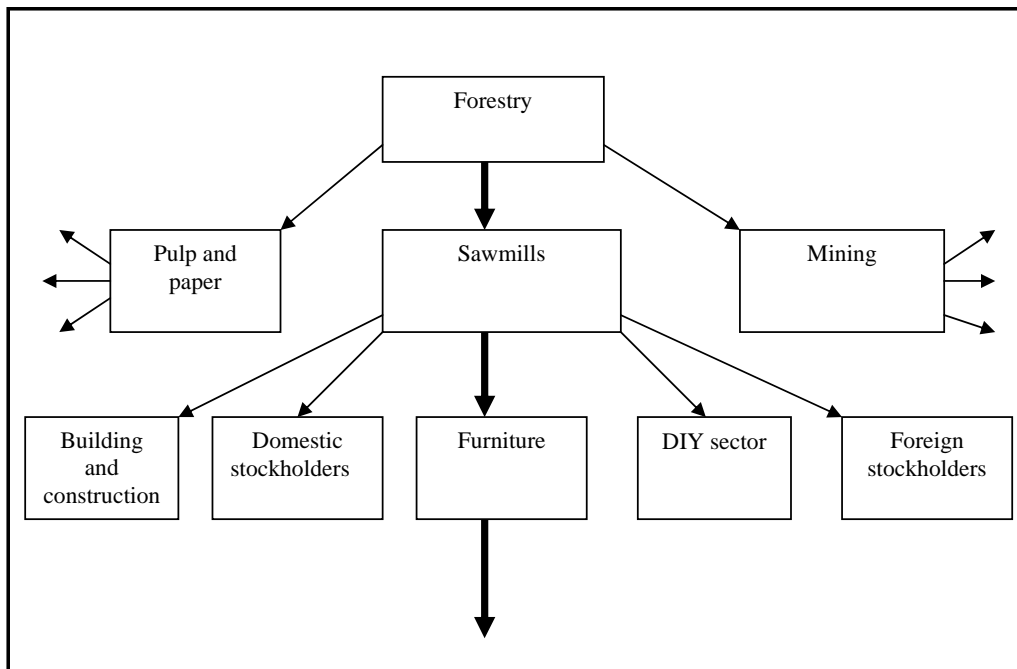 Forestry
Pulp and
paper
Sawmills
Mining
Building
and
construction
Domestic
stockholders
Furniture
DIY sector
Foreign
stockholders